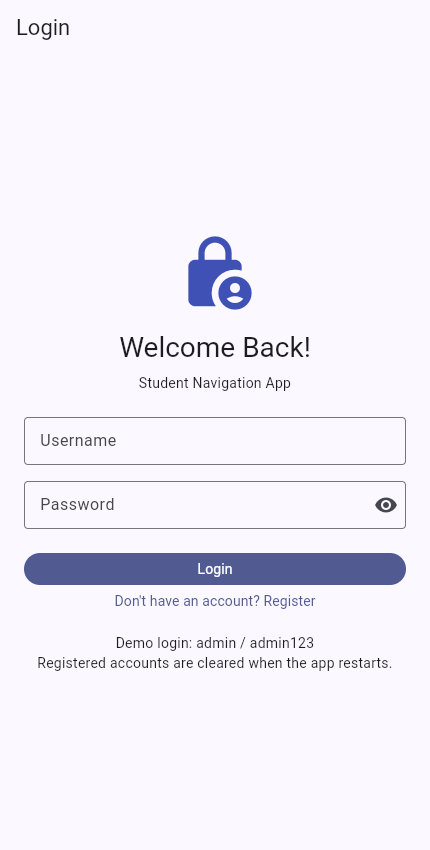 Login
Welcome Back!
Student Navigation App
Username
Password
Login
Don't have an account? Register
Demo login: admin / admin123
Registered accounts are cleared when the app restarts.